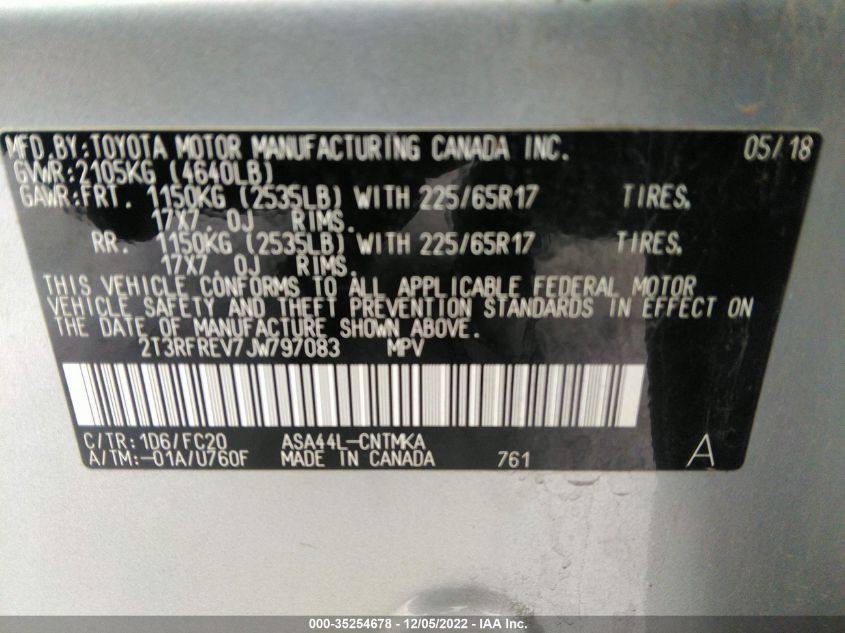 MFD.BY:TOYOTA MOTOR MANUFACTURING CANADA INC. 05/18
GVWR:2105KG (4640LB)
GAWR:FRT. 1150KG (2535LB) WITH 225/65R17 TIRES.
17X7.0J RIMS.
RR. 1150KG (2535LB) WITH 225/65R17 TIRES.
17X7.0J RIMS.
THIS VEHICLE CONFORMS TO ALL APPLICABLE FEDERAL MOTOR
VEHICLE SAFETY AND THEFT PREVENTION STANDARDS IN EFFECT ON
THE DATE OF MANUFACTURE SHOWN ABOVE.
2T3RFREV7JW797083 MPV
C/TR:1D6/FC20 ASA44L-CNTMKA
A/TM:-01A/U760F MADE IN CANADA 761 A
000-35254678 - 12/05/2022 - IAA Inc.